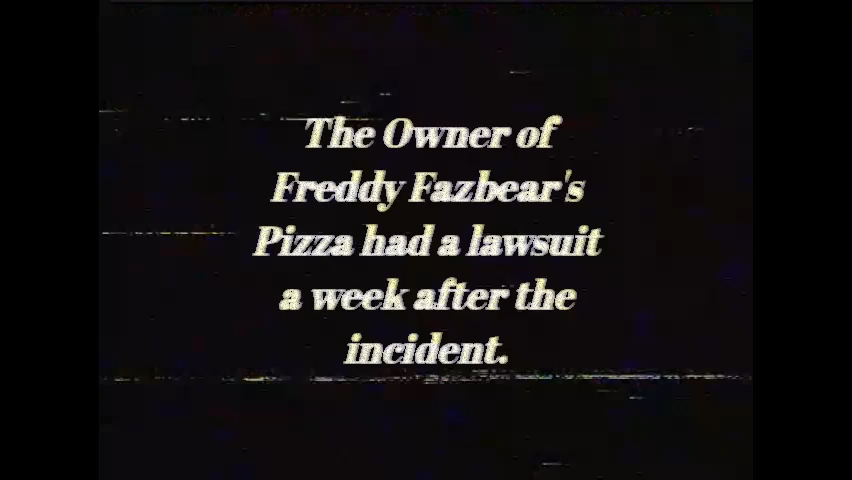 The Owner of
Freddy Fazbear's
Pizza had a lawsuit
a week after the
incident.